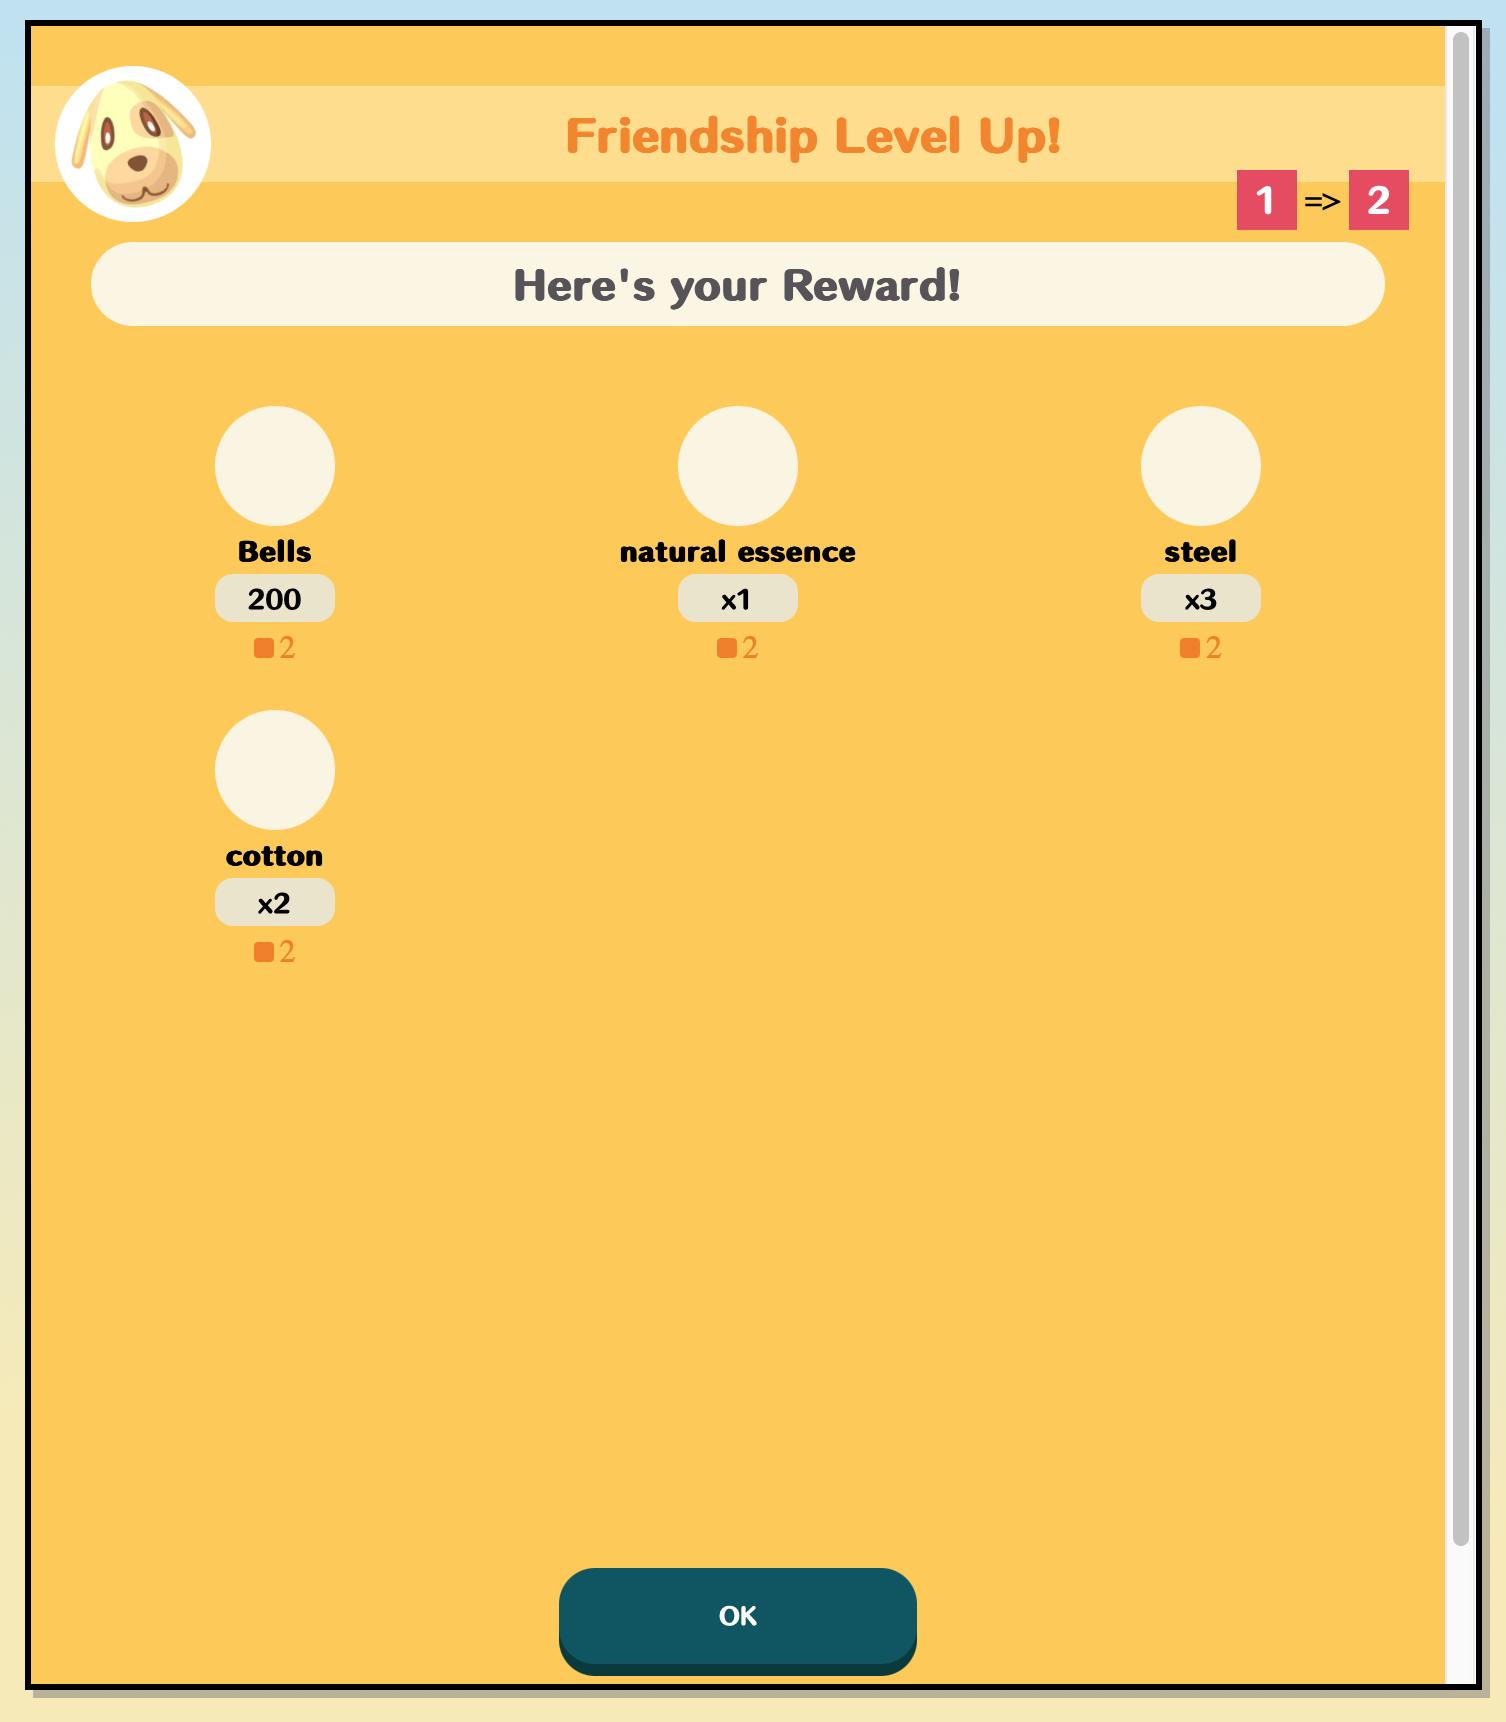 Friendship Level Up!
1 => 2
Here's your Reward!
Bells
200
2
natural essence
x1
2
steel
x3
2
cotton
x2
2
OK